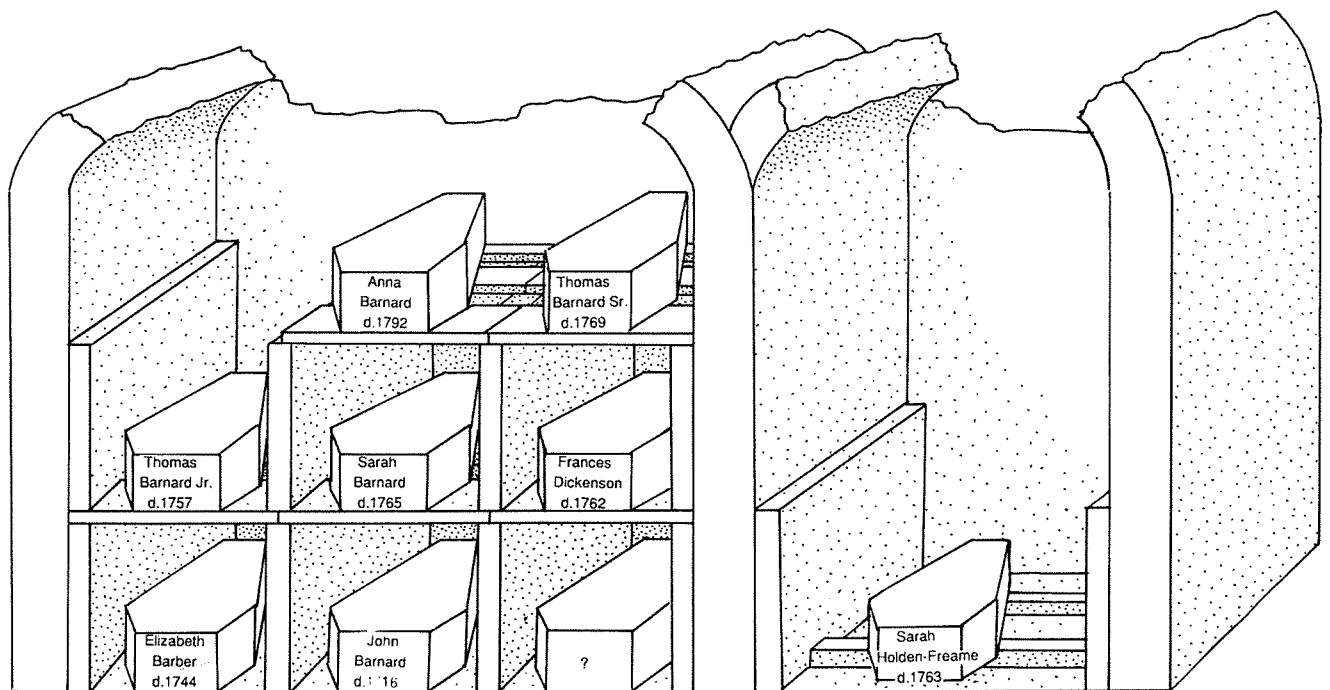 Anna
Barnard
d.1792
Thomas
Barnard Sr.
d.1769
Thomas
Barnard Jr.
d.1757
Sarah
Barnard
d.1765
Frances
Dickenson
d.1762
Elizabeth
Barber
d.1744
John
Barnard
?
Sarah
Holden-Freame
d.1763